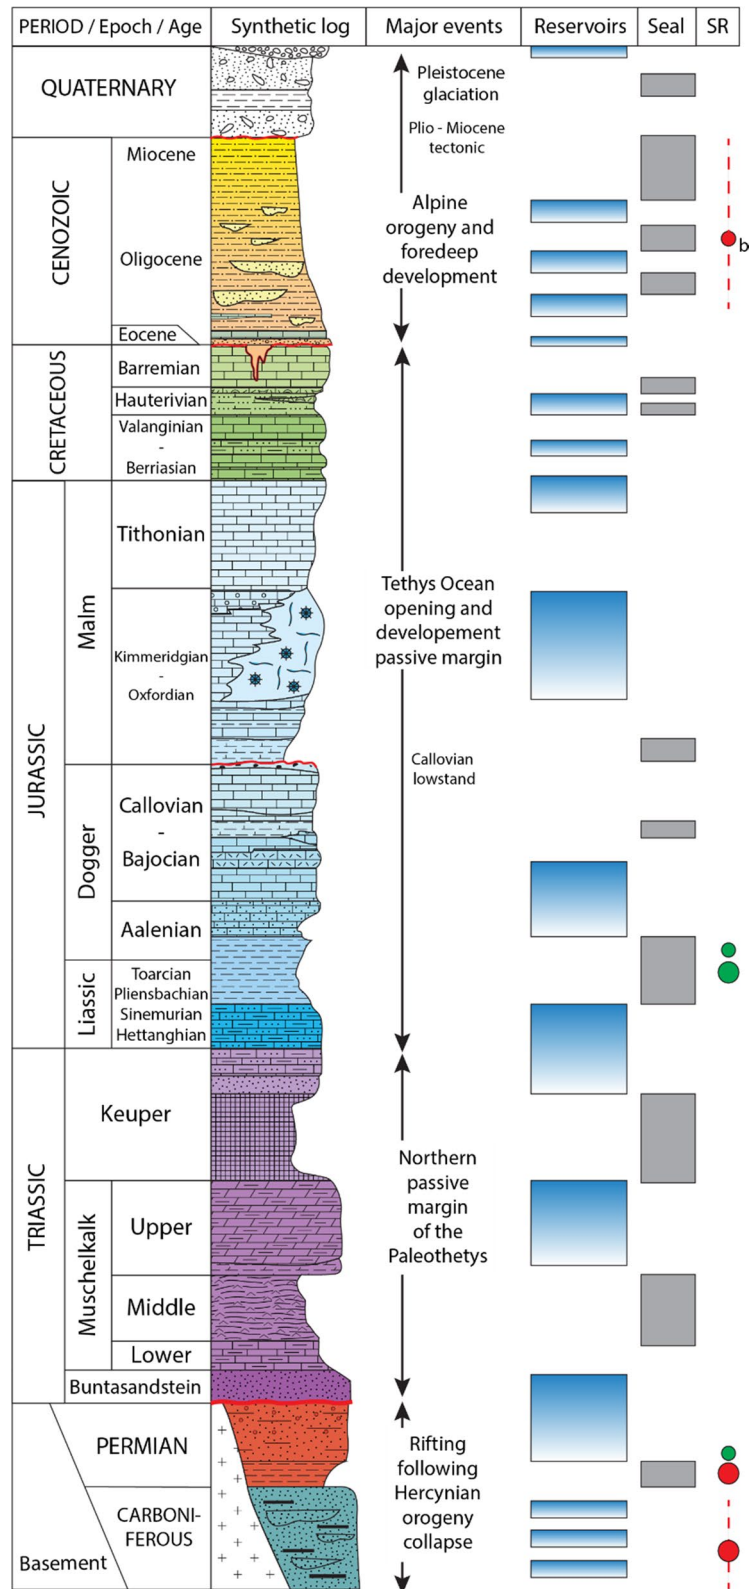 PERIOD / Epoch / Age
Synthetic log
Major events
Reservoirs
Seal
SR
QUATERNARY
Pleistocene
glaciation
Plio - Miocene
tectonic
CENOZOIC
Miocene
Oligocene
Eocene
Alpine
orogeny and
foredeep
development
b
CRETACEOUS
Barremian
Hauterivian
Valanginian
-
Berriasian
JURASSIC
Malm
Tithonian
Kimmeridgian
-
Oxfordian
Tethys Ocean
opening and
developement
passive margin
Callovian
lowstand
Dogger
Callovian
-
Bajocian
Aalenian
Liassic
Toarcian
Pliensbachian
Sinemurian
Hettanghian
TRIASSIC
Keuper
Muschelkalk
Upper
Middle
Lower
Buntasandstein
Northern
passive
margin
of the
Paleothetys
PERMIAN
CARBONI-
FEROUS
Basement
Rifting
following
Hercynian
orogeny
collapse